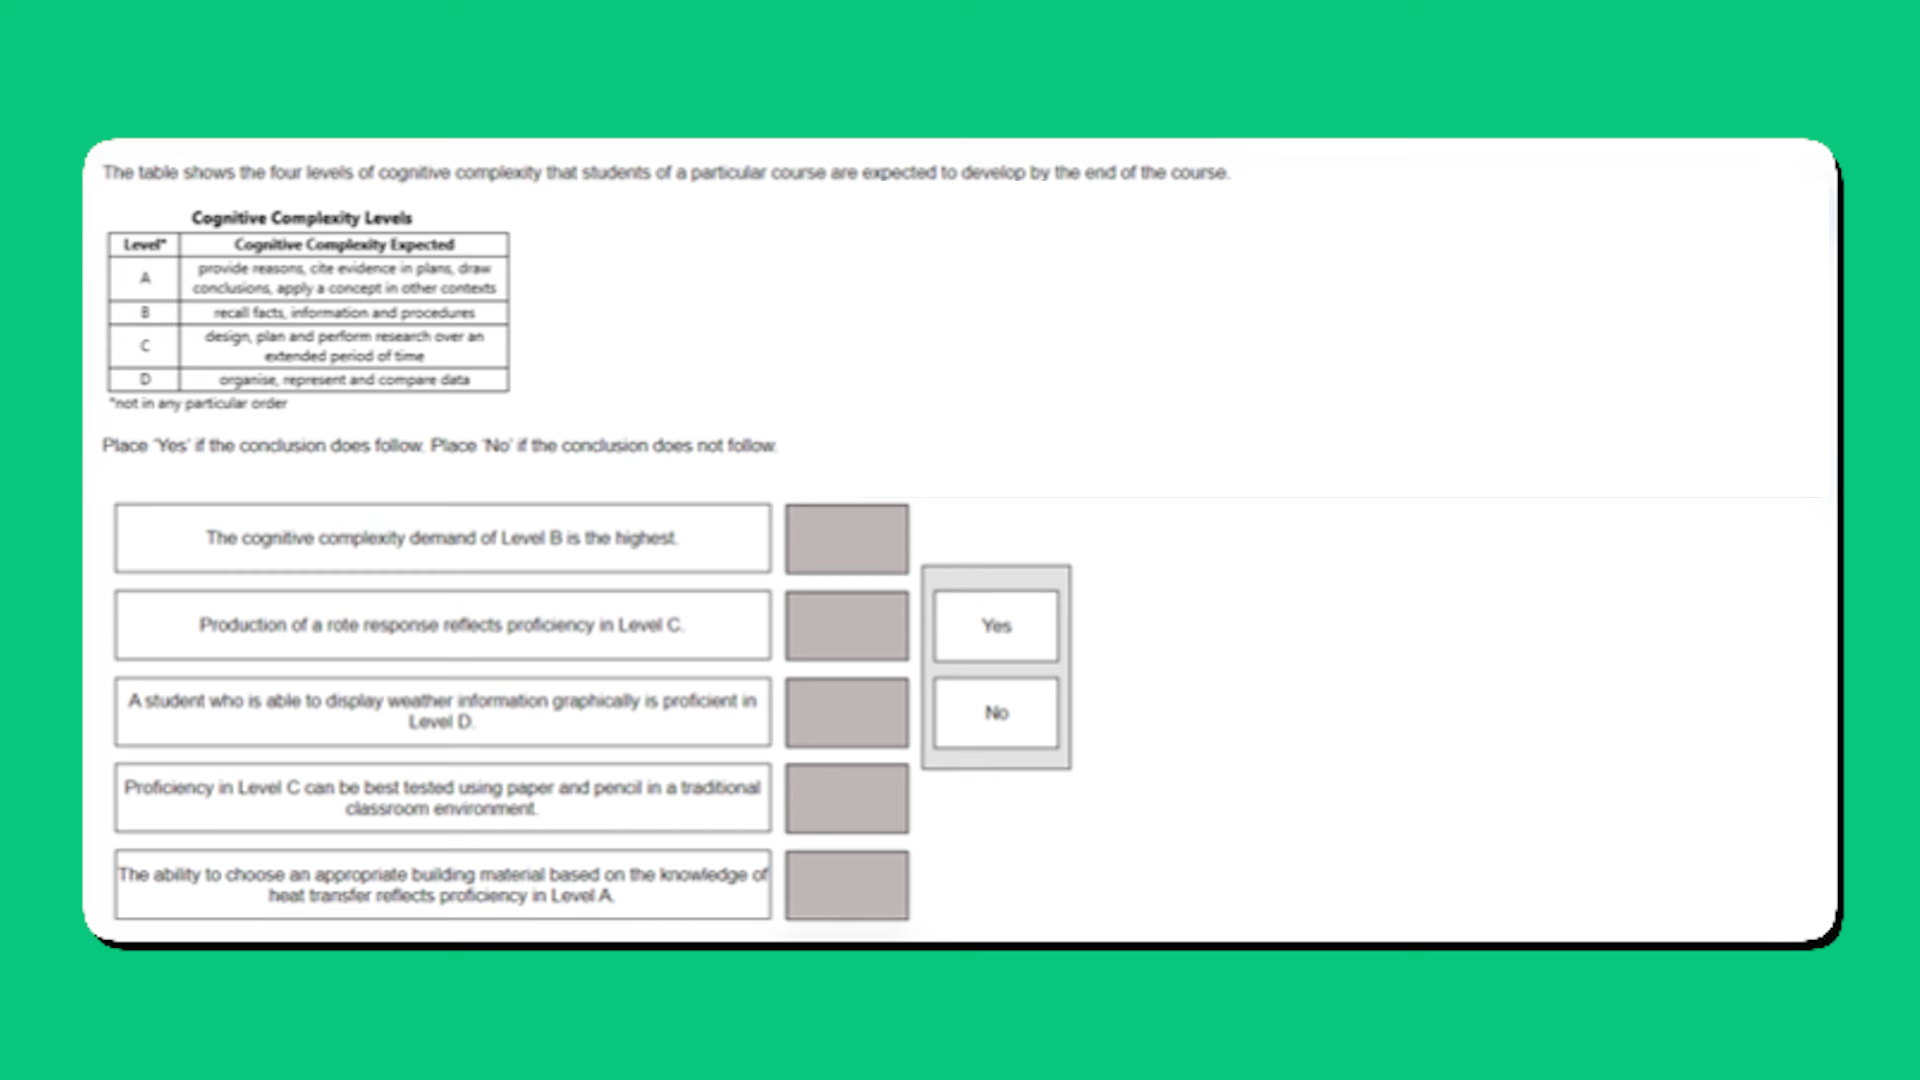 The table shows the four levels of cognitive complexity that students of a particular course are expected to develop by the end of the course.
Cognitive Complexity Levels
Level* Cognitive Complexity Expected
A provide reasons, cite evidence in plans, draw
conclusions, apply a concept in other contexts
B recall facts, information and procedures
C design, plan and perform research over an
extended period of time
D organise, represent and compare data
*not in any particular order
Place 'Yes' if the conclusion does follow. Place 'No' if the conclusion does not follow.
The cognitive complexity demand of Level B is the highest.
Production of a rote response reflects proficiency in Level C.
Yes
A student who is able to display weather information graphically is proficient in
Level D.
No
Proficiency in Level C can be best tested using paper and pencil in a traditional
classroom environment.
The ability to choose an appropriate building material based on the knowledge of
heat transfer reflects proficiency in Level A.